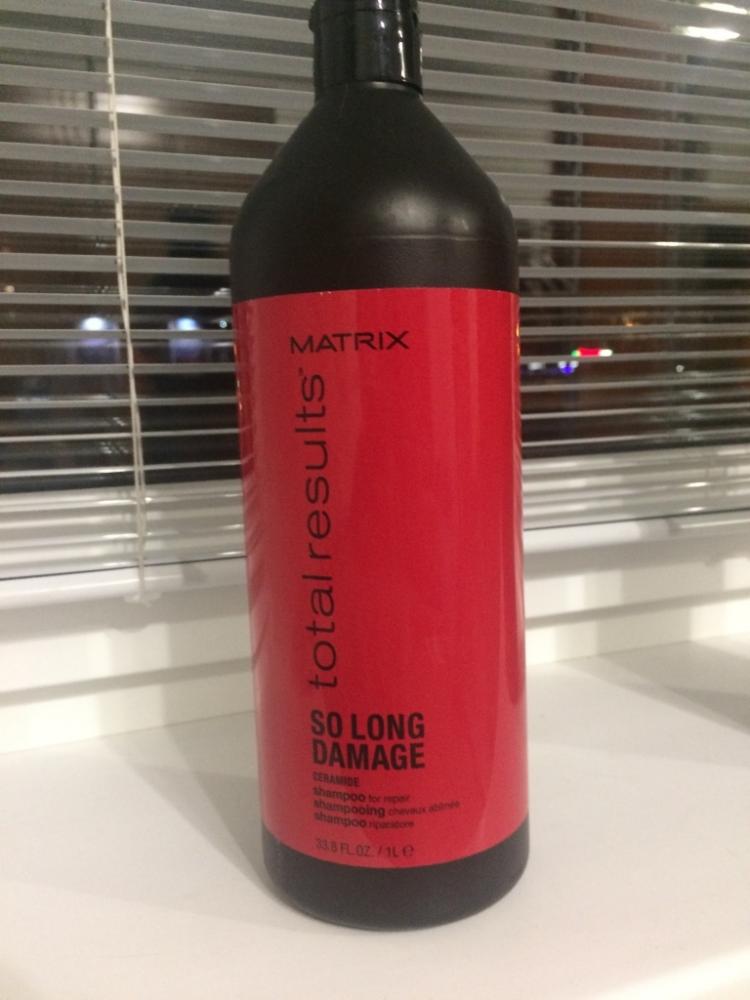 MATRIX
total results™
SO LONG
DAMAGE
CERAMIDE
shampoo for repair
shampooing cheveux abîmés
shampoo riparatore
33.8 FL.OZ. / 1L ℮